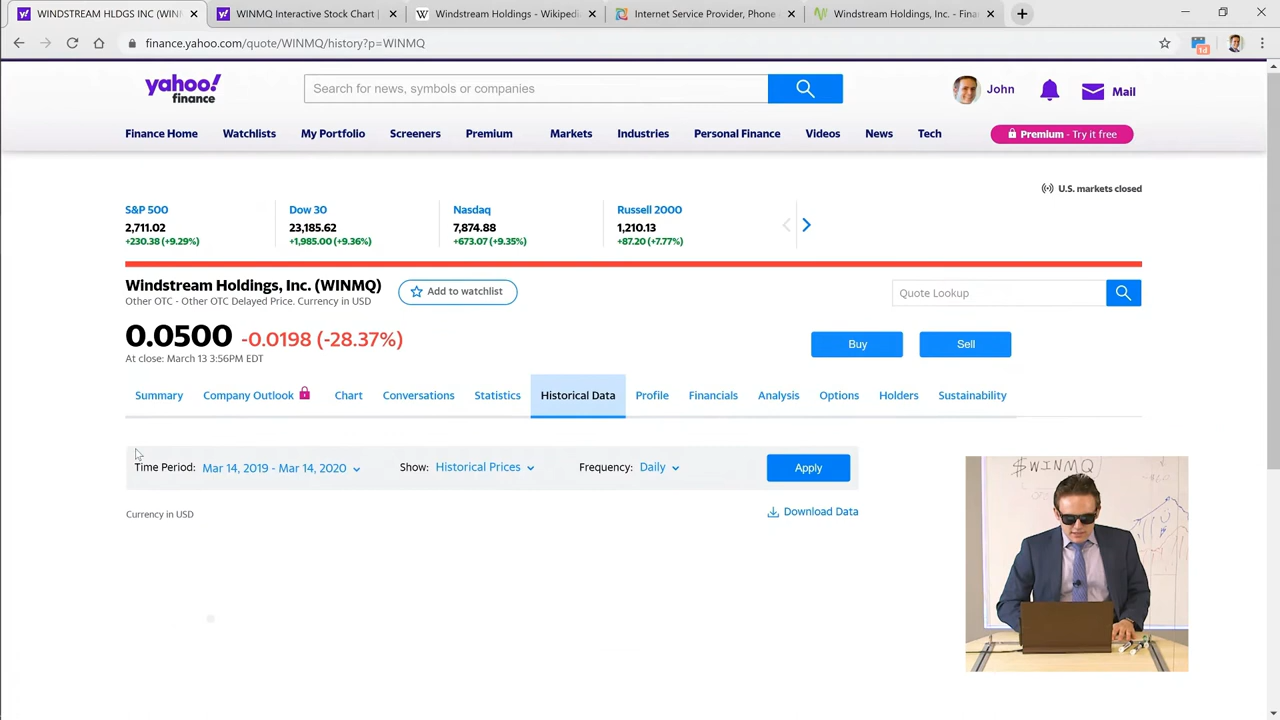 WINDSTREAM HLDGS INC (WINM
WINMQ Interactive Stock Chart |
Windstream Holdings - Wikiped
Internet Service Provider, Phone
Windstream Holdings, Inc. - Fina
finance.yahoo.com/quote/WINMQ/history?p=WINMQ
1d
yahoo!
finance
Search for news, symbols or companies
John
Mail
Finance Home
Watchlists
My Portfolio
Screeners
Premium
Markets
Industries
Personal Finance
Videos
News
Tech
Premium - Try it free
U.S. markets closed
S&P 500
2,711.02
+230.38 (+9.29%)
Dow 30
23,185.62
+1,985.00 (+9.36%)
Nasdaq
7,874.88
+673.07 (+9.35%)
Russell 2000
1,210.13
+87.20 (+7.77%)
Windstream Holdings, Inc. (WINMQ)
Other OTC - Other OTC Delayed Price. Currency in USD
Add to watchlist
Quote Lookup
0.0500 -0.0198 (-28.37%)
At close: March 13 3:56PM EDT
Buy
Sell
Summary
Company Outlook
Chart
Conversations
Statistics
Historical Data
Profile
Financials
Analysis
Options
Holders
Sustainability
Time Period: Mar 14, 2019 - Mar 14, 2020
Show: Historical Prices
Frequency: Daily
Apply
Currency in USD
Download Data
$WINMQ